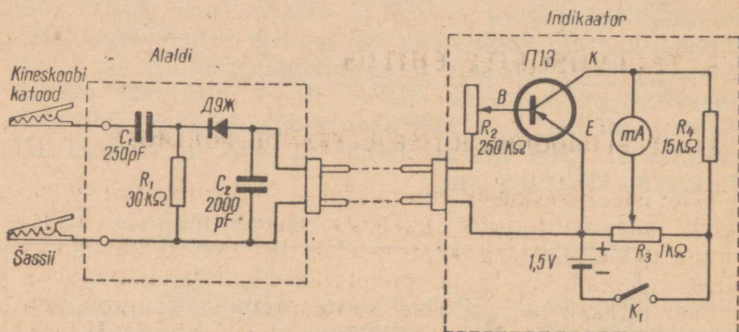 Indikaator
Alaldi
Kineskoobi
katood
Д9Ж
C₁
250pF
R₁
30kΩ
C₂
2000
pF
Šassii
П13
K
B
E
R₂
250kΩ
mA
R₄
15kΩ
+
R₃ 1kΩ
1,5V
−
K₁